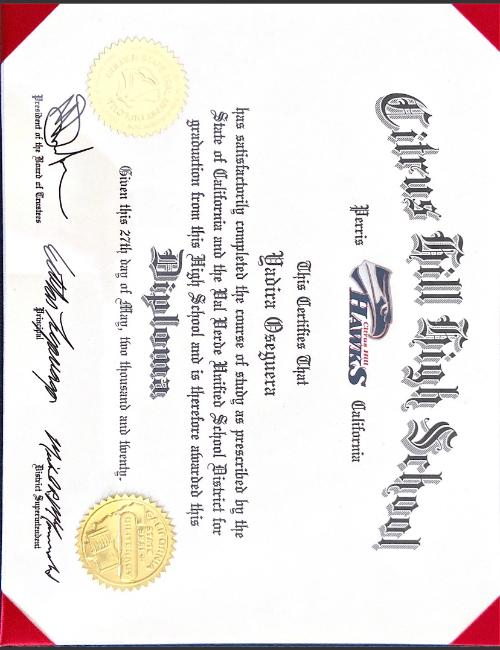 Citrus Hill High School
Perris
Citrus Hill
HAWKS
California
This Certifies That
Yadira Oseguera
has satisfactorily completed the course of study as prescribed by the
State of California and the Val Verde Unified School District for
graduation from this High School and is therefore awarded this
Diploma
Given this 27th day of May, two thousand and twenty.
President of the Board of Trustees
Principal
District Superintendent